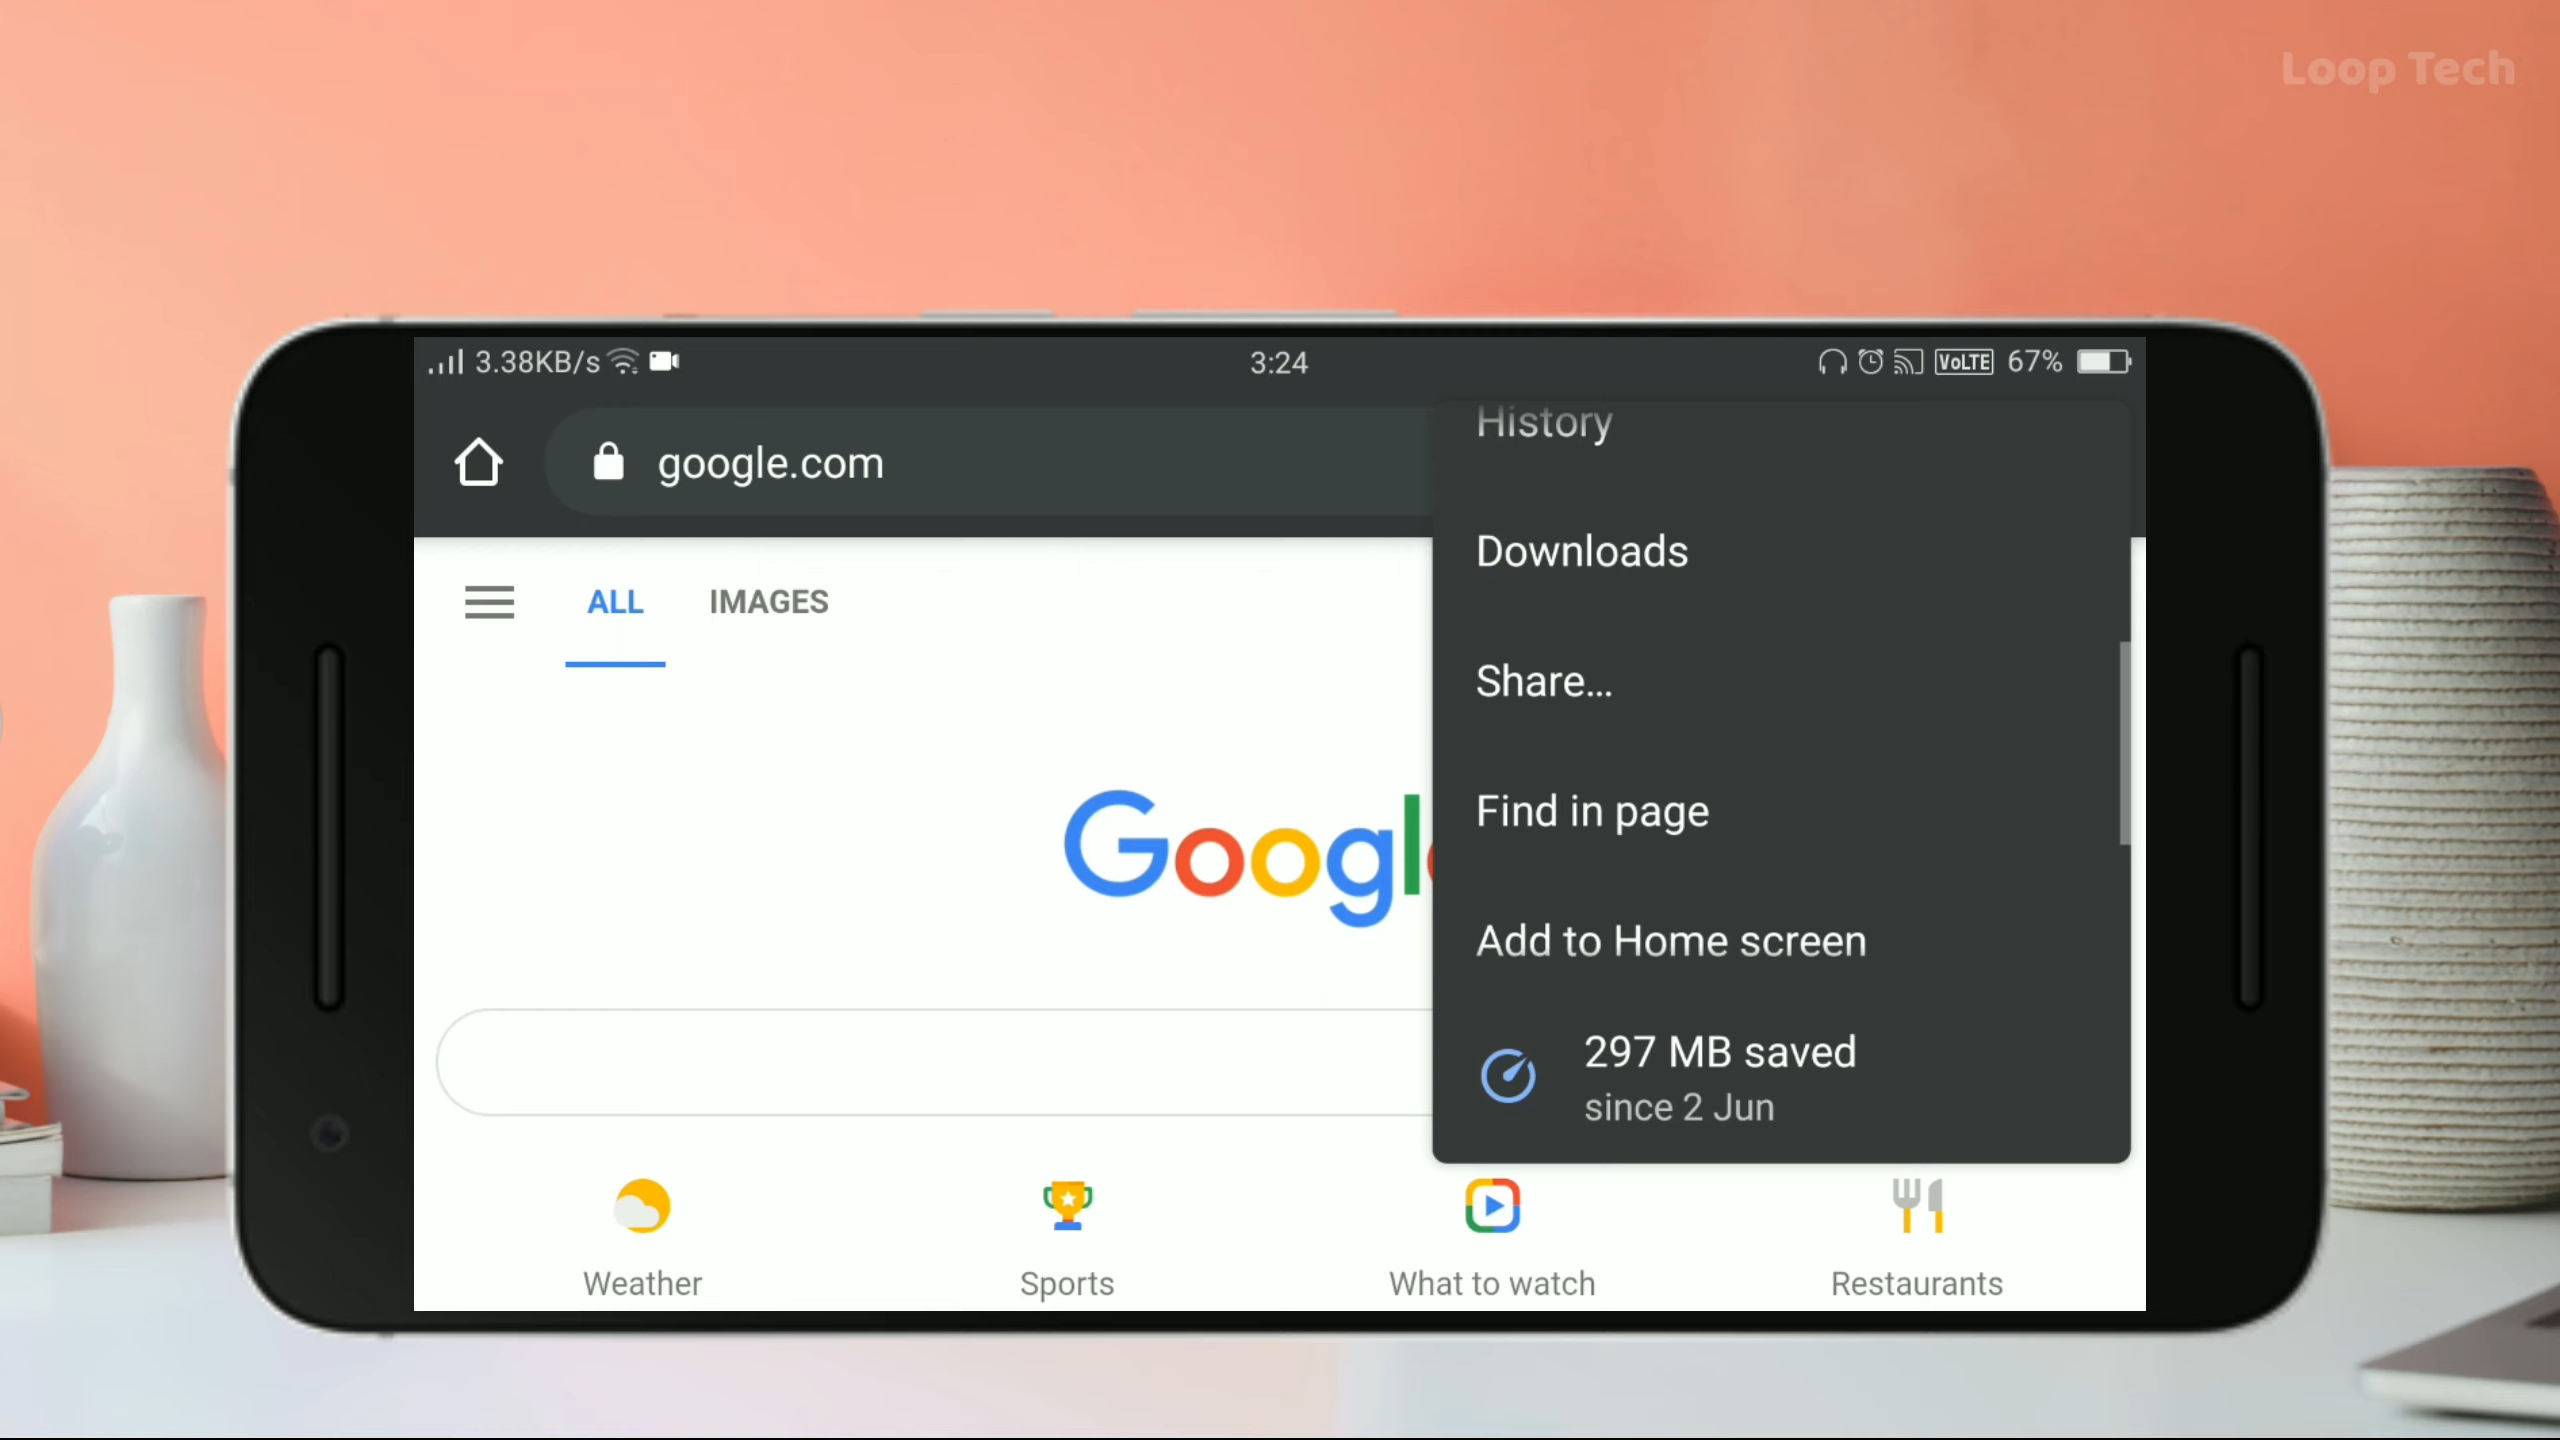 Loop Tech
3.38KB/s
3:24
VoLTE 67%
google.com
History
Downloads
Share...
Find in page
Add to Home screen
297 MB saved
since 2 Jun
ALL IMAGES
Googl
Weather
Sports
What to watch
Restaurants